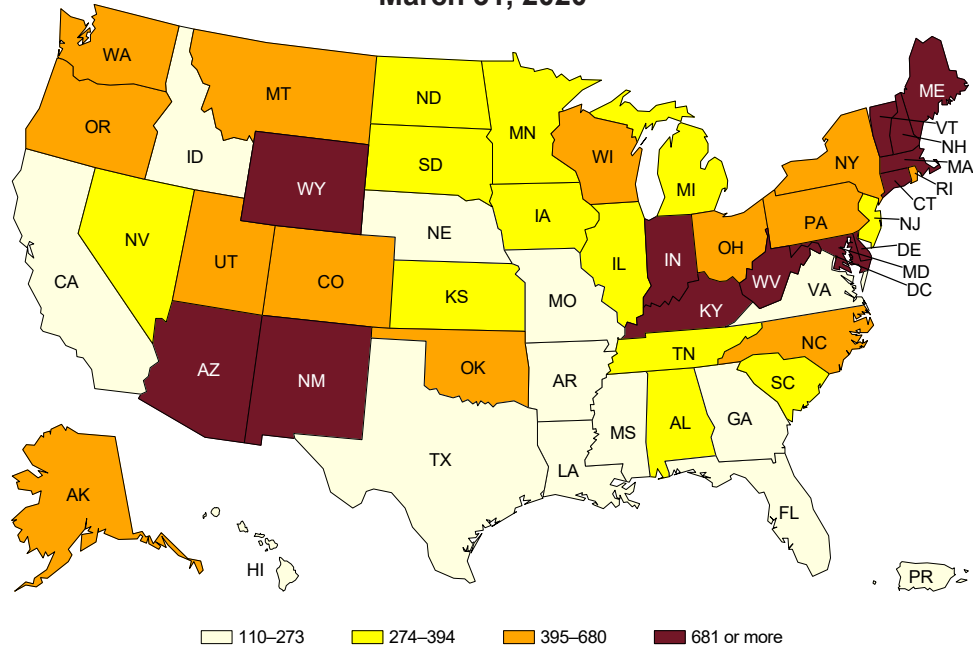 March 31, 2020
WA
MT
ND
MN
ME
OR
ID
SD
WI
MI
NY
VT
NH
MA
RI
CT
WY
IA
PA
NJ
NV
NE
IL
IN
OH
DE
MD
DC
UT
CO
WV
VA
CA
KS
MO
KY
AZ
NM
OK
TN
NC
AR
SC
MS
AL
GA
TX
LA
AK
FL
HI
PR
110–273
274–394
395–680
681 or more